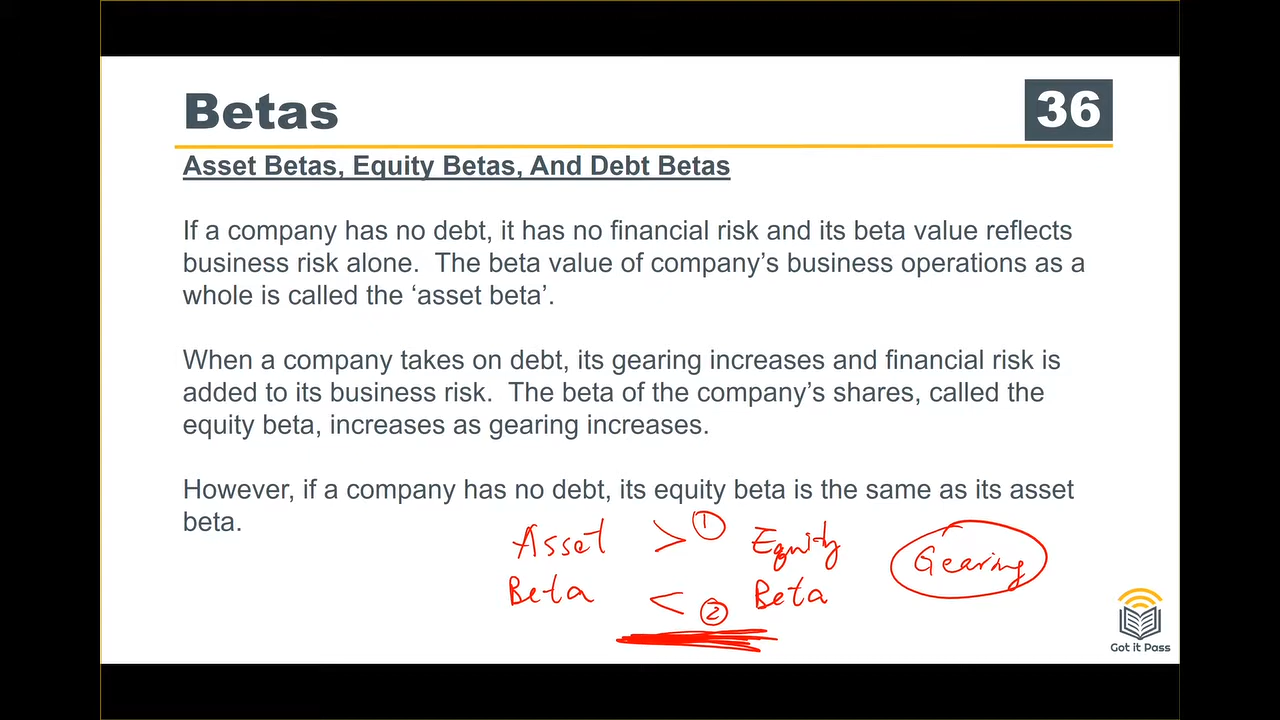 Betas
36
Asset Betas, Equity Betas, And Debt Betas
If a company has no debt, it has no financial risk and its beta value reflects
business risk alone.  The beta value of company’s business operations as a
whole is called the ‘asset beta’.
When a company takes on debt, its gearing increases and financial risk is
added to its business risk.  The beta of the company’s shares, called the
equity beta, increases as gearing increases.
However, if a company has no debt, its equity beta is the same as its asset
beta.
Asset > ① Equity Gearing
Beta < ② Beta
Got it Pass